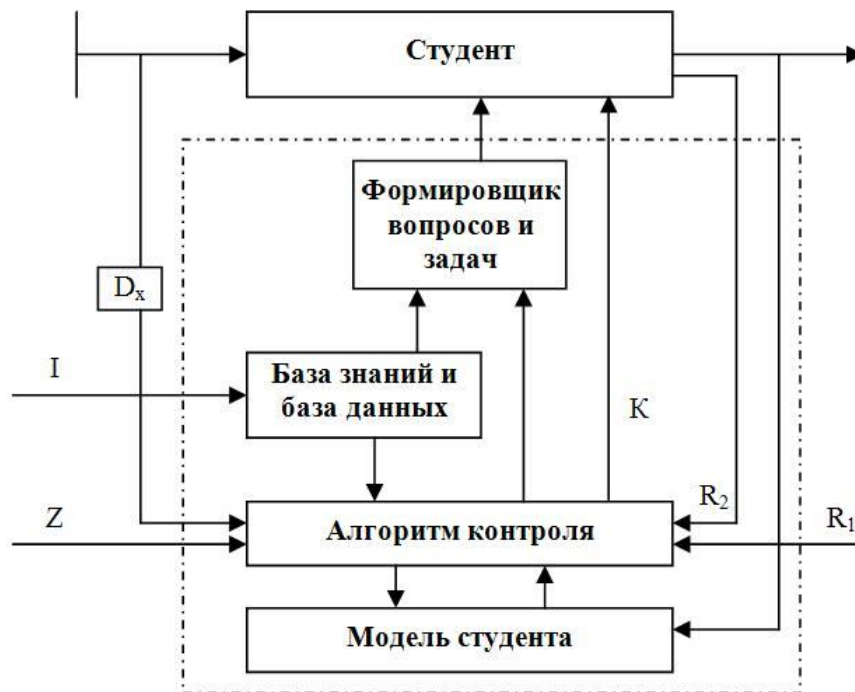 Студент
Формировщик
вопросов и
задач
Dₓ
I
База знаний и
база данных
К
Z
Алгоритм контроля
R₂
R₁
Модель студента